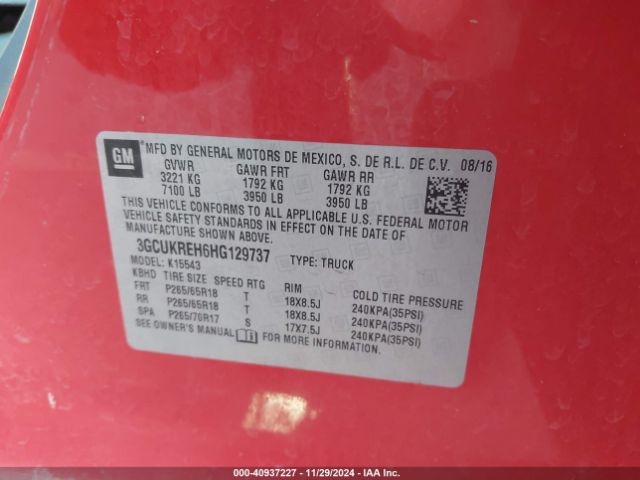 GM MFD BY GENERAL MOTORS DE MEXICO, S. DE R.L. DE C.V. 08/16
GVWR GAWR FRT GAWR RR
3221 KG 1792 KG 1792 KG
7100 LB 3950 LB 3950 LB
THIS VEHICLE CONFORMS TO ALL APPLICABLE U.S. FEDERAL MOTOR
VEHICLE SAFETY STANDARDS IN EFFECT ON THE DATE OF
MANUFACTURE SHOWN ABOVE.
3GCUKREH6HG129737 TYPE: TRUCK
MODEL: K15543
KBHD TIRE SIZE SPEED RTG RIM COLD TIRE PRESSURE
FRT P265/65R18 T 18X8.5J 240KPA(35PSI)
RR P265/65R18 T 18X8.5J 240KPA(35PSI)
SPA P265/70R17 S 17X7.5J 240KPA(35PSI)
SEE OWNER'S MANUAL FOR MORE INFORMATION.
000-40937227 - 11/29/2024 - IAA Inc.